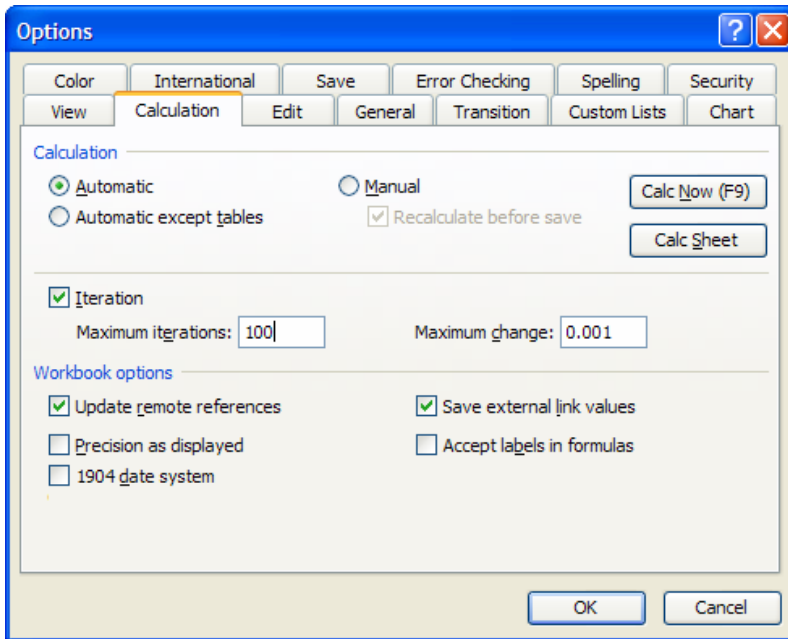 Options
Color International Save Error Checking Spelling Security
View Calculation Edit General Transition Custom Lists Chart
Calculation
Automatic Manual Calc Now (F9)
Automatic except tables Recalculate before save
Calc Sheet
Iteration
Maximum iterations: 100 Maximum change: 0.001
Workbook options
Update remote references Save external link values
Precision as displayed Accept labels in formulas
1904 date system
OK Cancel